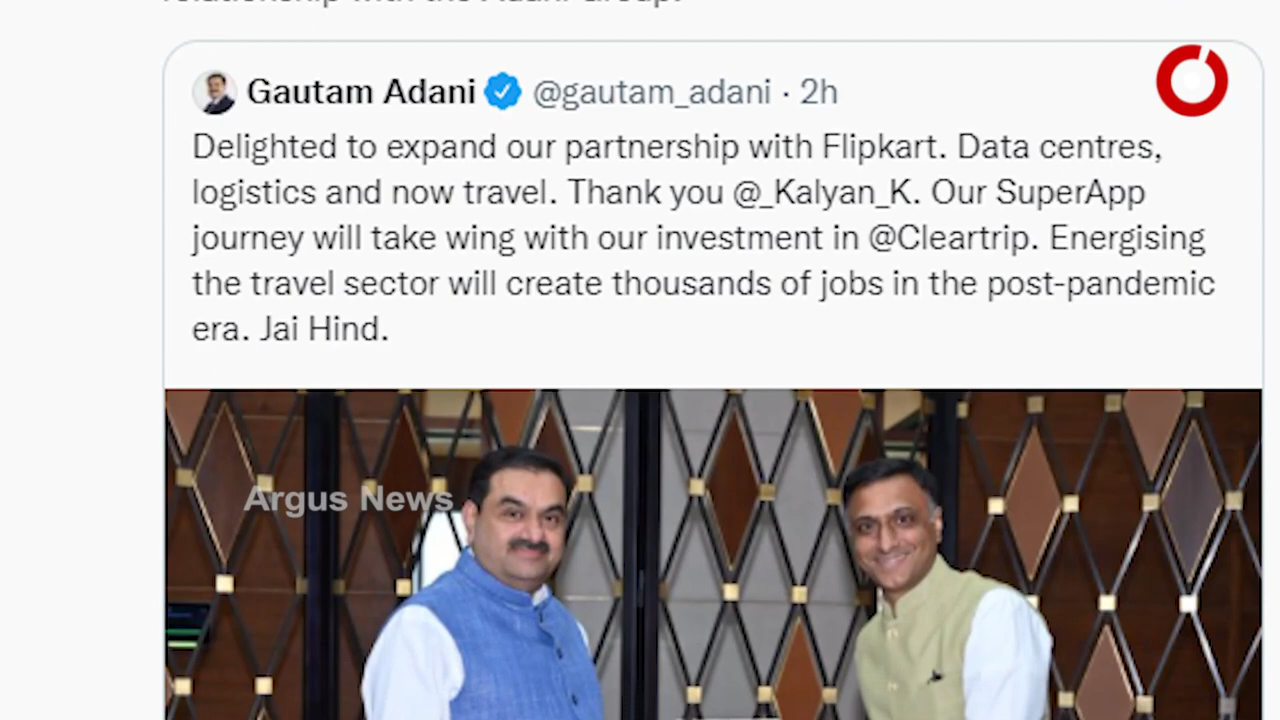 relationship with the Adani Group.
Gautam Adani @gautam_adani · 2h
Delighted to expand our partnership with Flipkart. Data centres,
logistics and now travel. Thank you @_Kalyan_K. Our SuperApp
journey will take wing with our investment in @Cleartrip. Energising
the travel sector will create thousands of jobs in the post-pandemic
era. Jai Hind.
Argus News